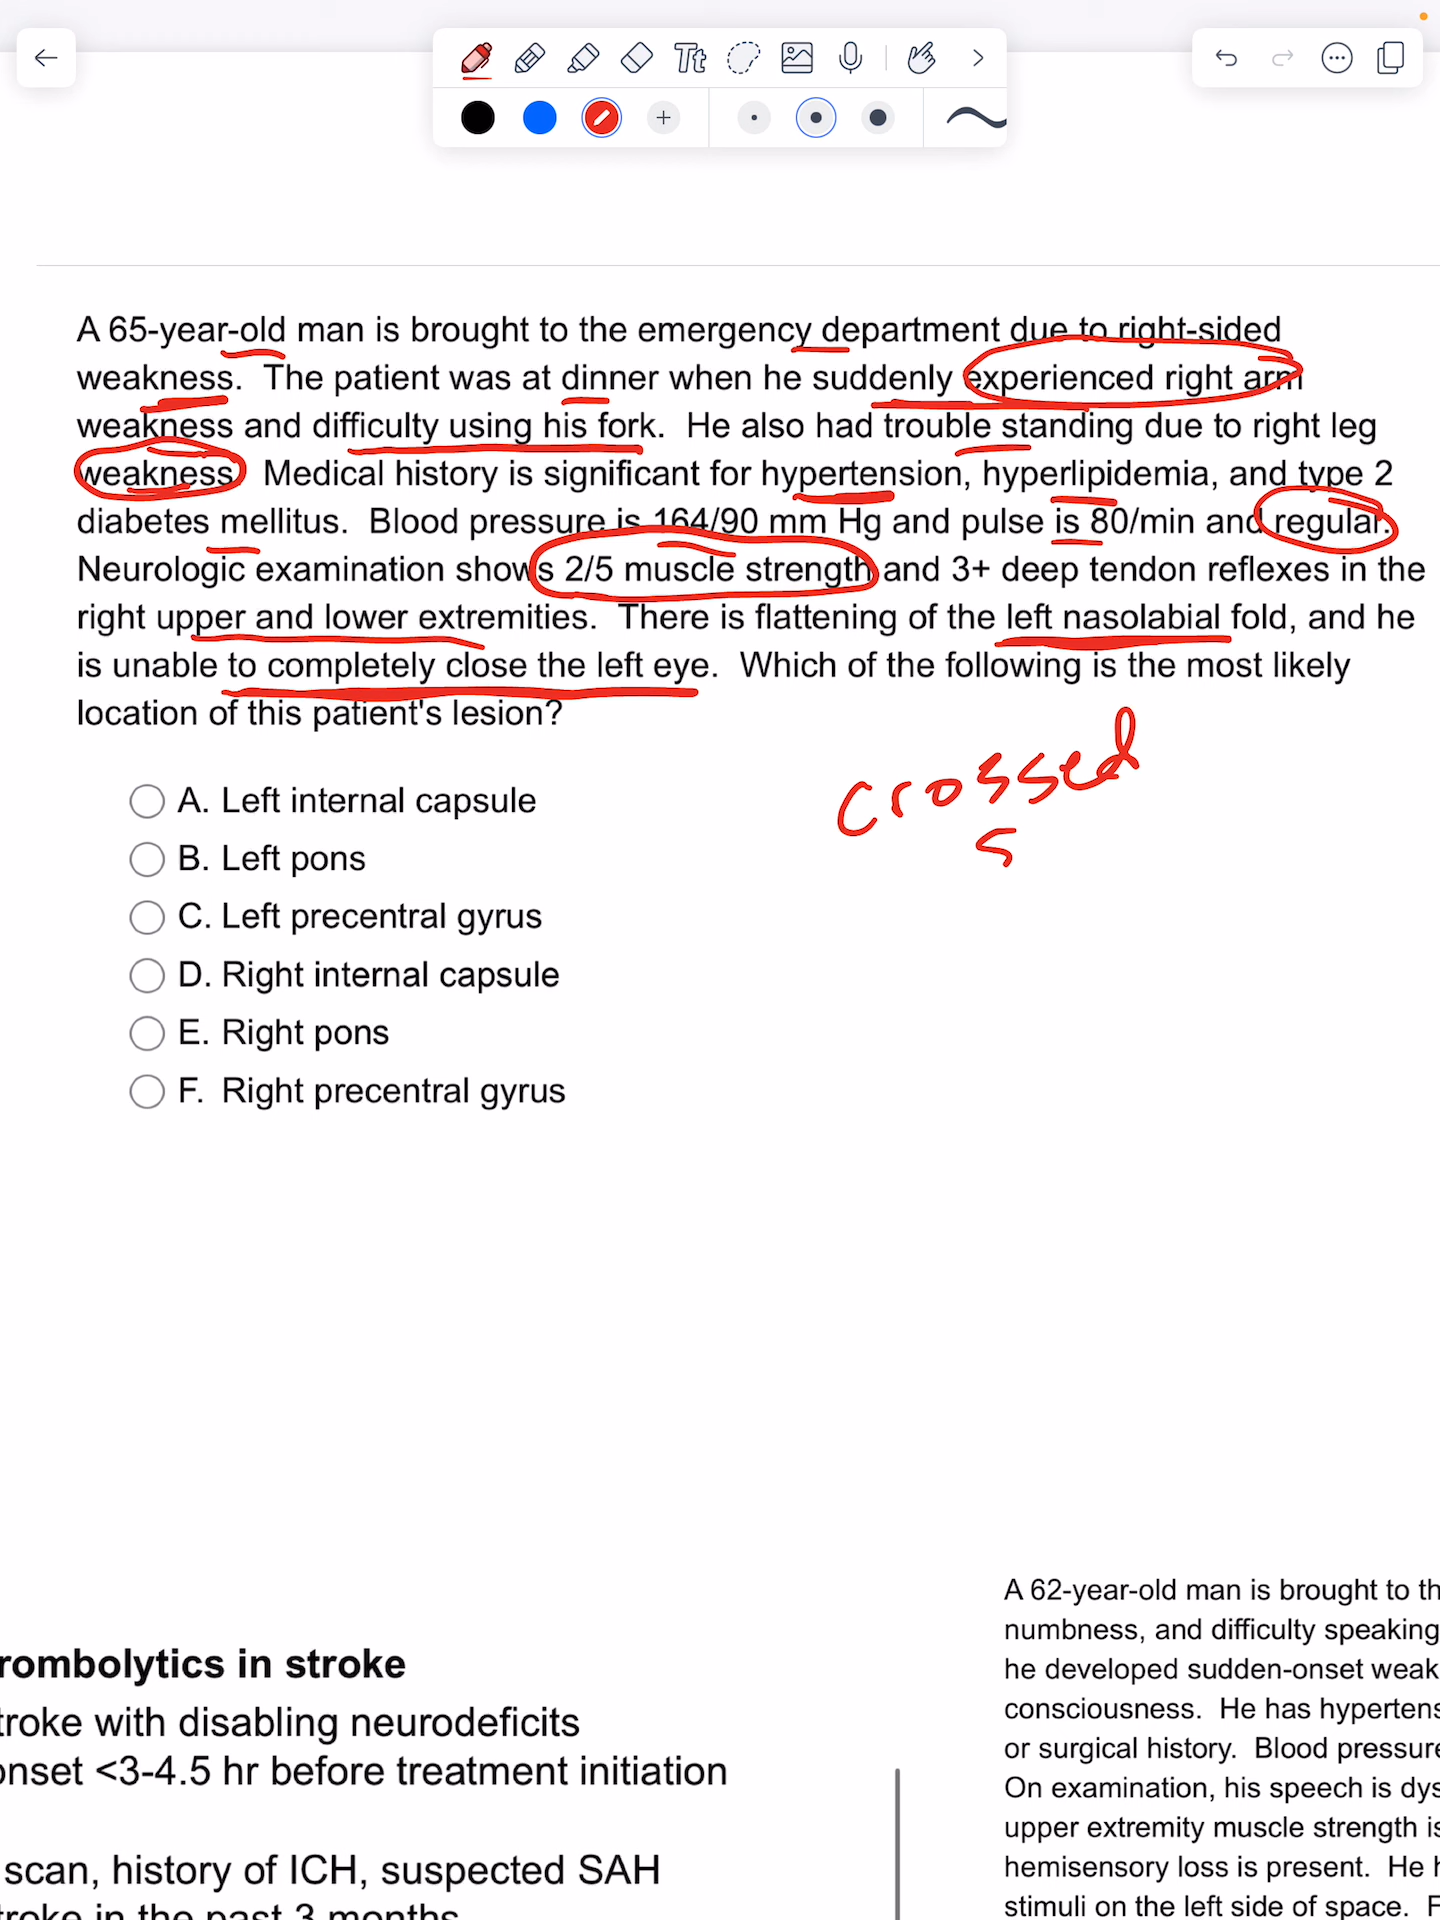 Tt
A 65-year-old man is brought to the emergency department due to right-sided
weakness.  The patient was at dinner when he suddenly experienced right arm
weakness and difficulty using his fork.  He also had trouble standing due to right leg
weakness.  Medical history is significant for hypertension, hyperlipidemia, and type 2
diabetes mellitus.  Blood pressure is 164/90 mm Hg and pulse is 80/min and regular.
Neurologic examination shows 2/5 muscle strength and 3+ deep tendon reflexes in the
right upper and lower extremities.  There is flattening of the left nasolabial fold, and he
is unable to completely close the left eye.  Which of the following is the most likely
location of this patient's lesion?
crossed
s
A. Left internal capsule
B. Left pons
C. Left precentral gyrus
D. Right internal capsule
E. Right pons
F. Right precentral gyrus
rombolytics in stroke
troke with disabling neurodeficits
onset <3-4.5 hr before treatment initiation
scan, history of ICH, suspected SAH
troke in the past 3 months
A 62-year-old man is brought to th
numbness, and difficulty speaking
he developed sudden-onset weak
consciousness.  He has hypertens
or surgical history.  Blood pressure
On examination, his speech is dys
upper extremity muscle strength is
hemisensory loss is present.  He h
stimuli on the left side of space.  F